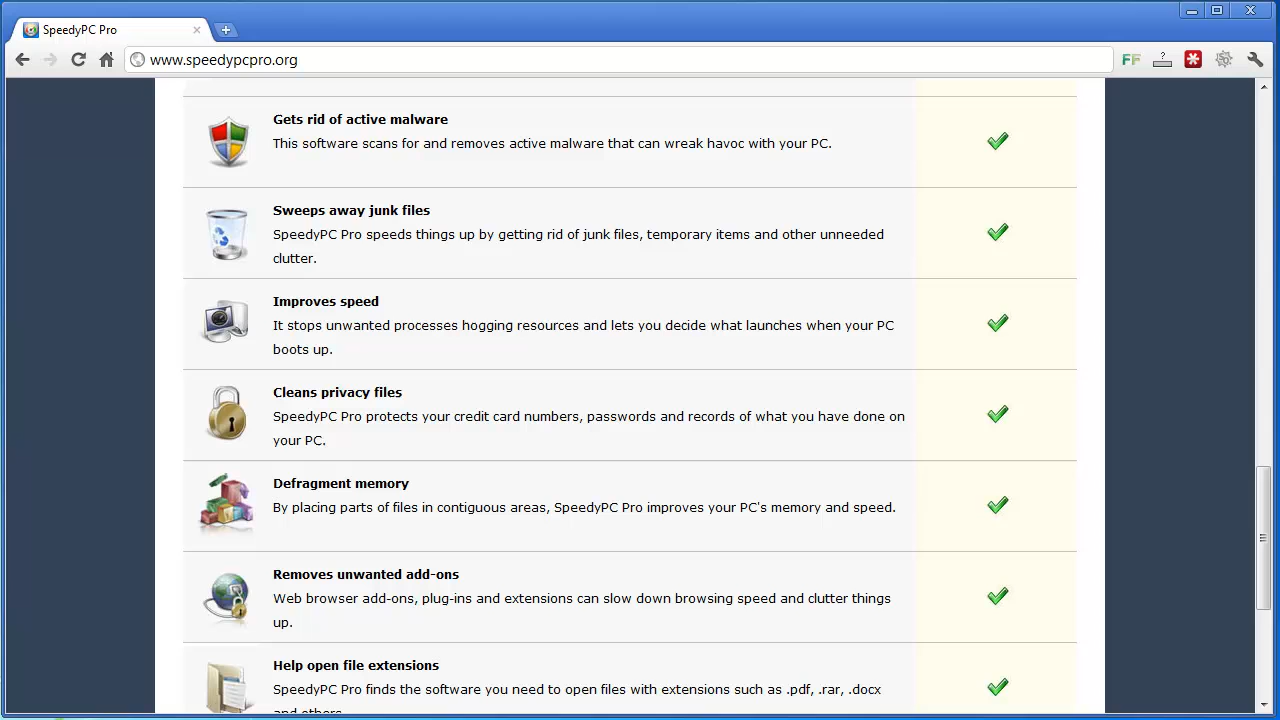 SpeedyPC Pro
www.speedypcpro.org
FF
?
Gets rid of active malware
This software scans for and removes active malware that can wreak havoc with your PC.
Sweeps away junk files
SpeedyPC Pro speeds things up by getting rid of junk files, temporary items and other unneeded
clutter.
Improves speed
It stops unwanted processes hogging resources and lets you decide what launches when your PC
boots up.
Cleans privacy files
SpeedyPC Pro protects your credit card numbers, passwords and records of what you have done on
your PC.
Defragment memory
By placing parts of files in contiguous areas, SpeedyPC Pro improves your PC's memory and speed.
Removes unwanted add-ons
Web browser add-ons, plug-ins and extensions can slow down browsing speed and clutter things
up.
Help open file extensions
SpeedyPC Pro finds the software you need to open files with extensions such as .pdf, .rar, .docx
and others.